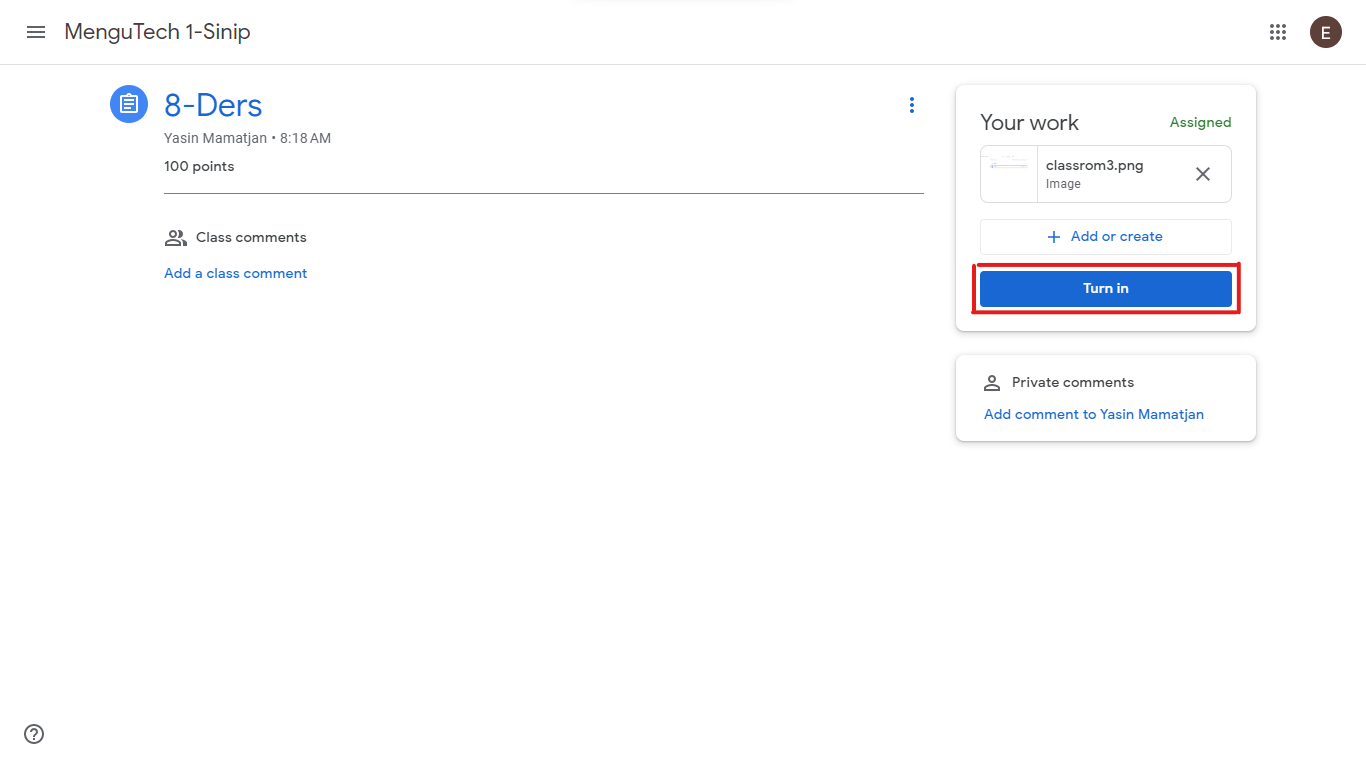 MenguTech 1-Sinip
E
8-Ders
Yasin Mamatjan • 8:18 AM
100 points
Class comments
Add a class comment
Your work
Assigned
classrom3.png
Image
+ Add or create
Turn in
Private comments
Add comment to Yasin Mamatjan